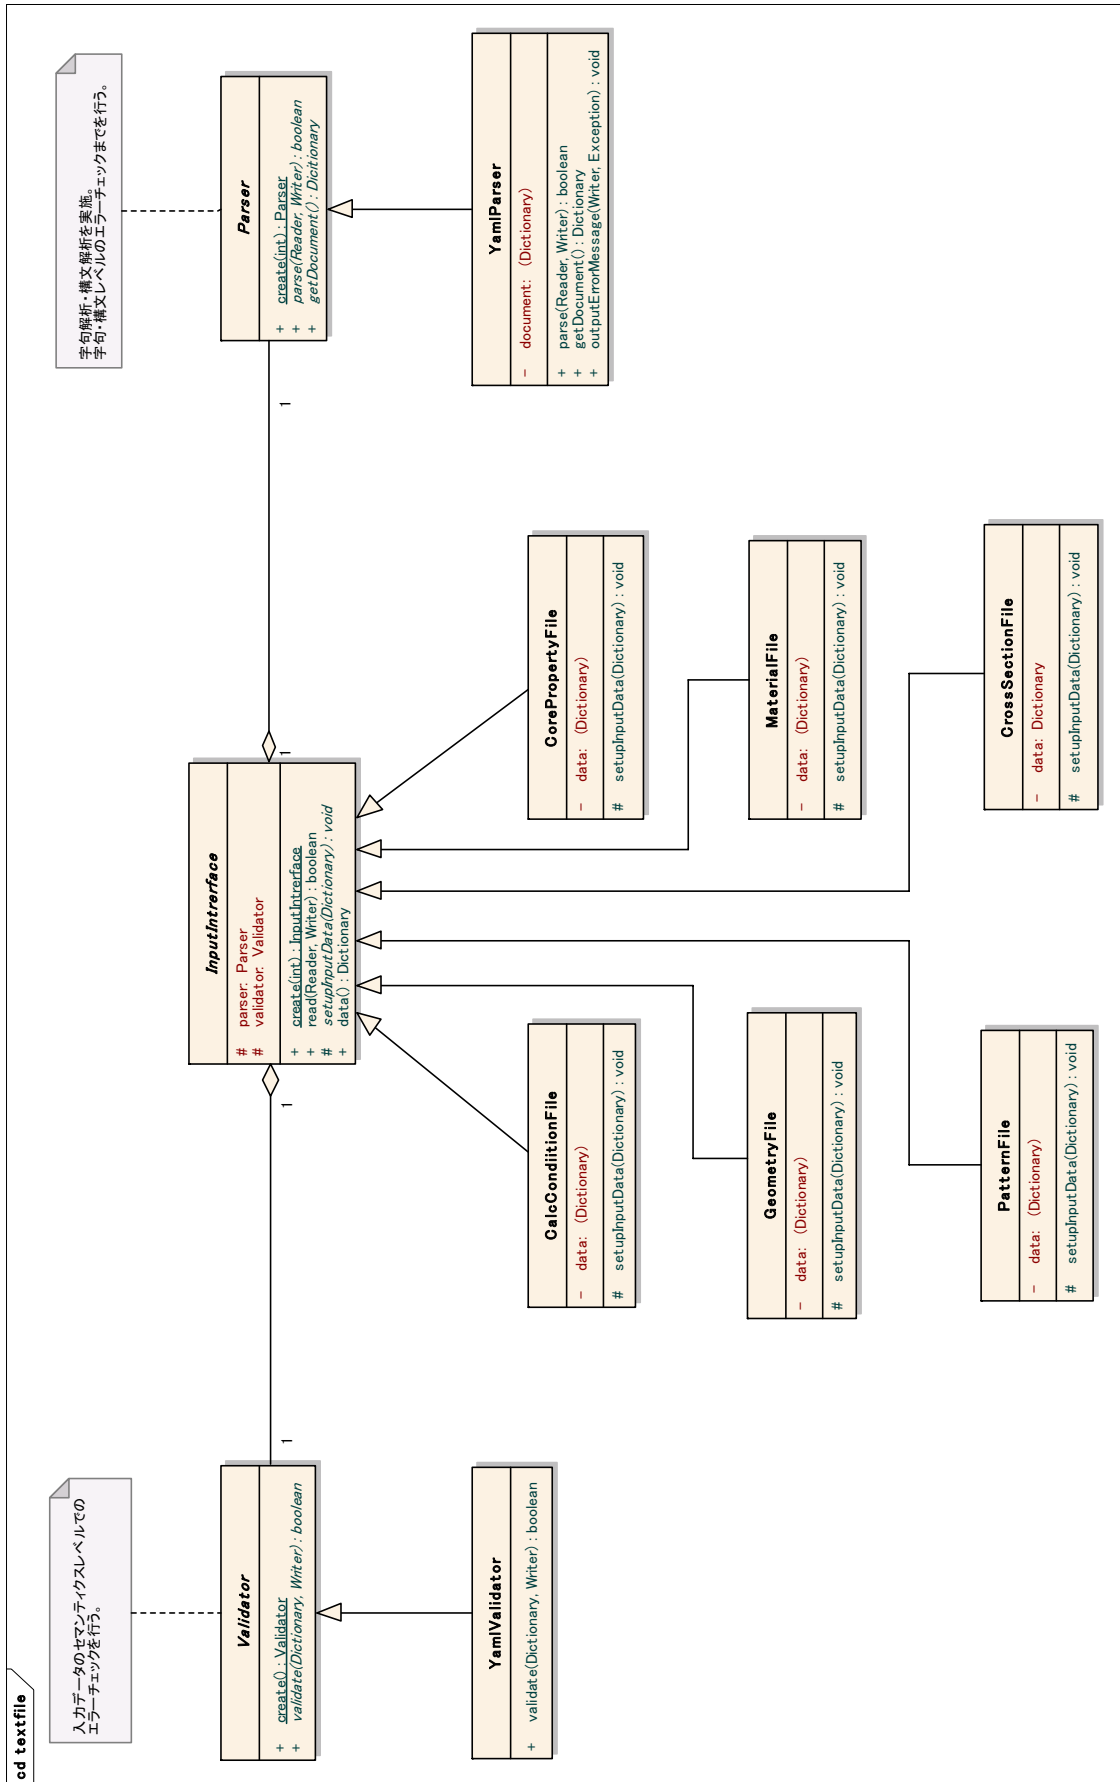 cd textfile
入力データのセマンティクスレベルでの
エラーチェックを行う。
字句解析・構文解析を実施。
字句・構文レベルのエラーチェックまでを行う。
Validator
+ create() : Validator
+ validate(Dictionary, Writer) : boolean
1
1
InputIntrerface
# parser: Parser
# validator: Validator
+ create(int) : InputIntrerface
+ read(Reader, Writer) : boolean
# setupInputData(Dictionary) : void
+ data() : Dictionary
1
1
Parser
+ create(int) : Parser
+ parse(Reader, Writer) : boolean
+ getDocument() : Dicitionary
YamlValidator
+ validate(Dictionary, Writer) : boolean
CalcCondiitionFile
- data: (Dictionary)
# setupInputData(Dictionary) : void
CorePropertyFile
- data: (Dictionary)
# setupInputData(Dictionary) : void
YamlParser
- document: (Dictionary)
+ parse(Reader, Writer) : boolean
+ getDocument() : Dictionary
+ outputErrorMessage(Writer, Exception) : void
GeometryFile
- data: (Dictionary)
# setupInputData(Dictionary) : void
MaterialFile
- data: (Dictionary)
# setupInputData(Dictionary) : void
PatternFile
- data: (Dictionary)
# setupInputData(Dictionary) : void
CrossSectionFile
- data: Dictionary
# setupInputData(Dictionary) : void